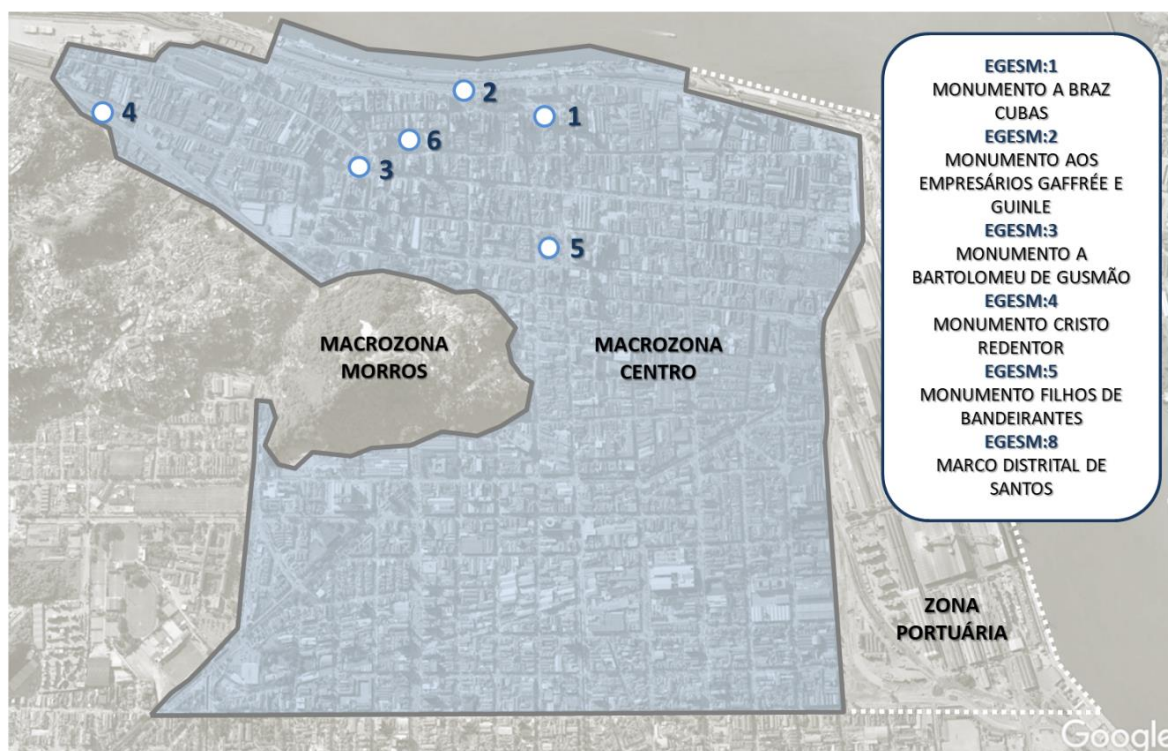 4
2
1
6
3
5
MACROZONA
MORROS
MACROZONA
CENTRO
ZONA
PORTUÁRIA
EGESM:1
MONUMENTO A BRAZ
CUBAS
EGESM:2
MONUMENTO AOS
EMPRESÁRIOS GAFFRÉE E
GUINLE
EGESM:3
MONUMENTO A
BARTOLOMEU DE GUSMÃO
EGESM:4
MONUMENTO CRISTO
REDENTOR
EGESM:5
MONUMENTO FILHOS DE
BANDEIRANTES
EGESM:8
MARCO DISTRITAL DE
SANTOS
Google